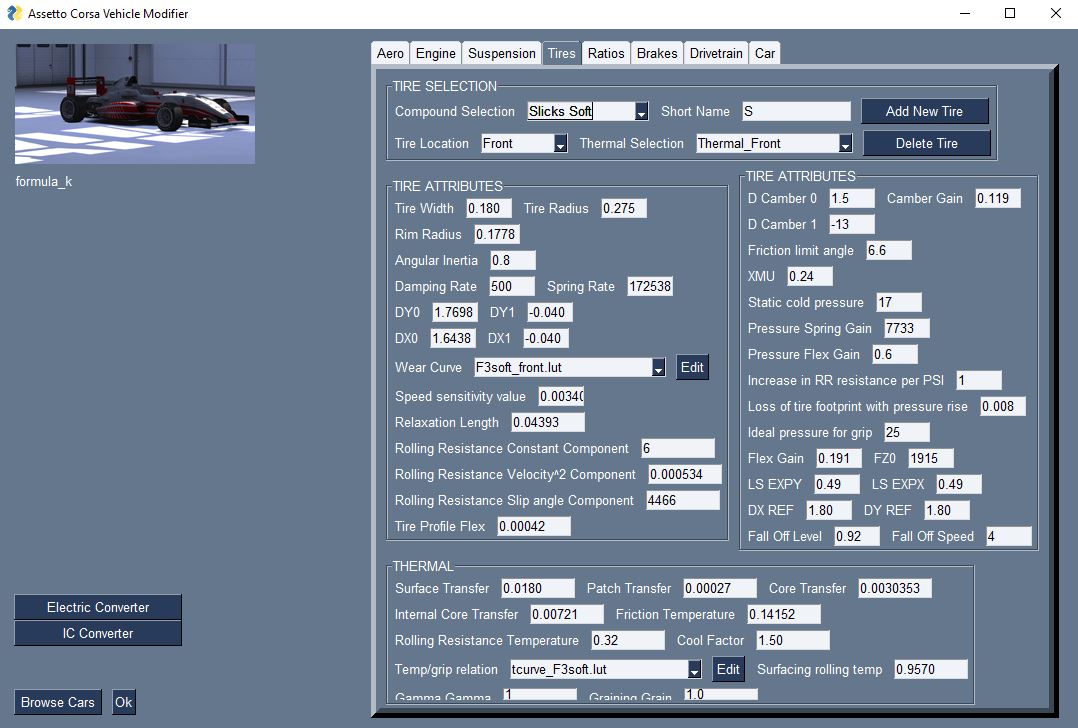 Assetto Corsa Vehicle Modifier
formula_k
Electric Converter
IC Converter
Browse Cars Ok
Aero Engine Suspension Tires Ratios Brakes Drivetrain Car
TIRE SELECTION
Compound Selection Slicks Soft Short Name S Add New Tire
Tire Location Front Thermal Selection Thermal_Front Delete Tire
TIRE ATTRIBUTES
Tire Width 0.180 Tire Radius 0.275
Rim Radius 0.1778
Angular Inertia 0.8
Damping Rate 500 Spring Rate 172538
DY0 1.7698 DY1 -0.040
DX0 1.6438 DX1 -0.040
Wear Curve F3soft_front.lut Edit
Speed sensitivity value 0.00340
Relaxation Length 0.04393
Rolling Resistance Constant Component 6
Rolling Resistance Velocity^2 Component 0.000534
Rolling Resistance Slip angle Component 4466
Tire Profile Flex 0.00042
TIRE ATTRIBUTES
D Camber 0 1.5 Camber Gain 0.119
D Camber 1 -13
Friction limit angle 6.6
XMU 0.24
Static cold pressure 17
Pressure Spring Gain 7733
Pressure Flex Gain 0.6
Increase in RR resistance per PSI 1
Loss of tire footprint with pressure rise 0.008
Ideal pressure for grip 25
Flex Gain 0.191 FZ0 1915
LS EXPY 0.49 LS EXPX 0.49
DX REF 1.80 DY REF 1.80
Fall Off Level 0.92 Fall Off Speed 4
THERMAL
Surface Transfer 0.0180 Patch Transfer 0.00027 Core Transfer 0.0030353
Internal Core Transfer 0.00721 Friction Temperature 0.14152
Rolling Resistance Temperature 0.32 Cool Factor 1.50
Temp/grip relation tcurve_F3soft.lut Edit Surfacing rolling temp 0.9570
Gamma Gamma 1 Graining Grain 1.0